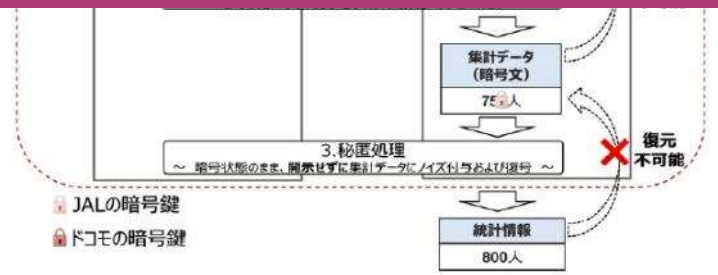 集計データ
(暗号文)
人
復元
不可能
3.秘匿処理
～ 暗号状態のまま、開示せずに集計データにノイズ付与および復号 ～
JALの暗号鍵
ドコモの暗号鍵
統計情報
800人